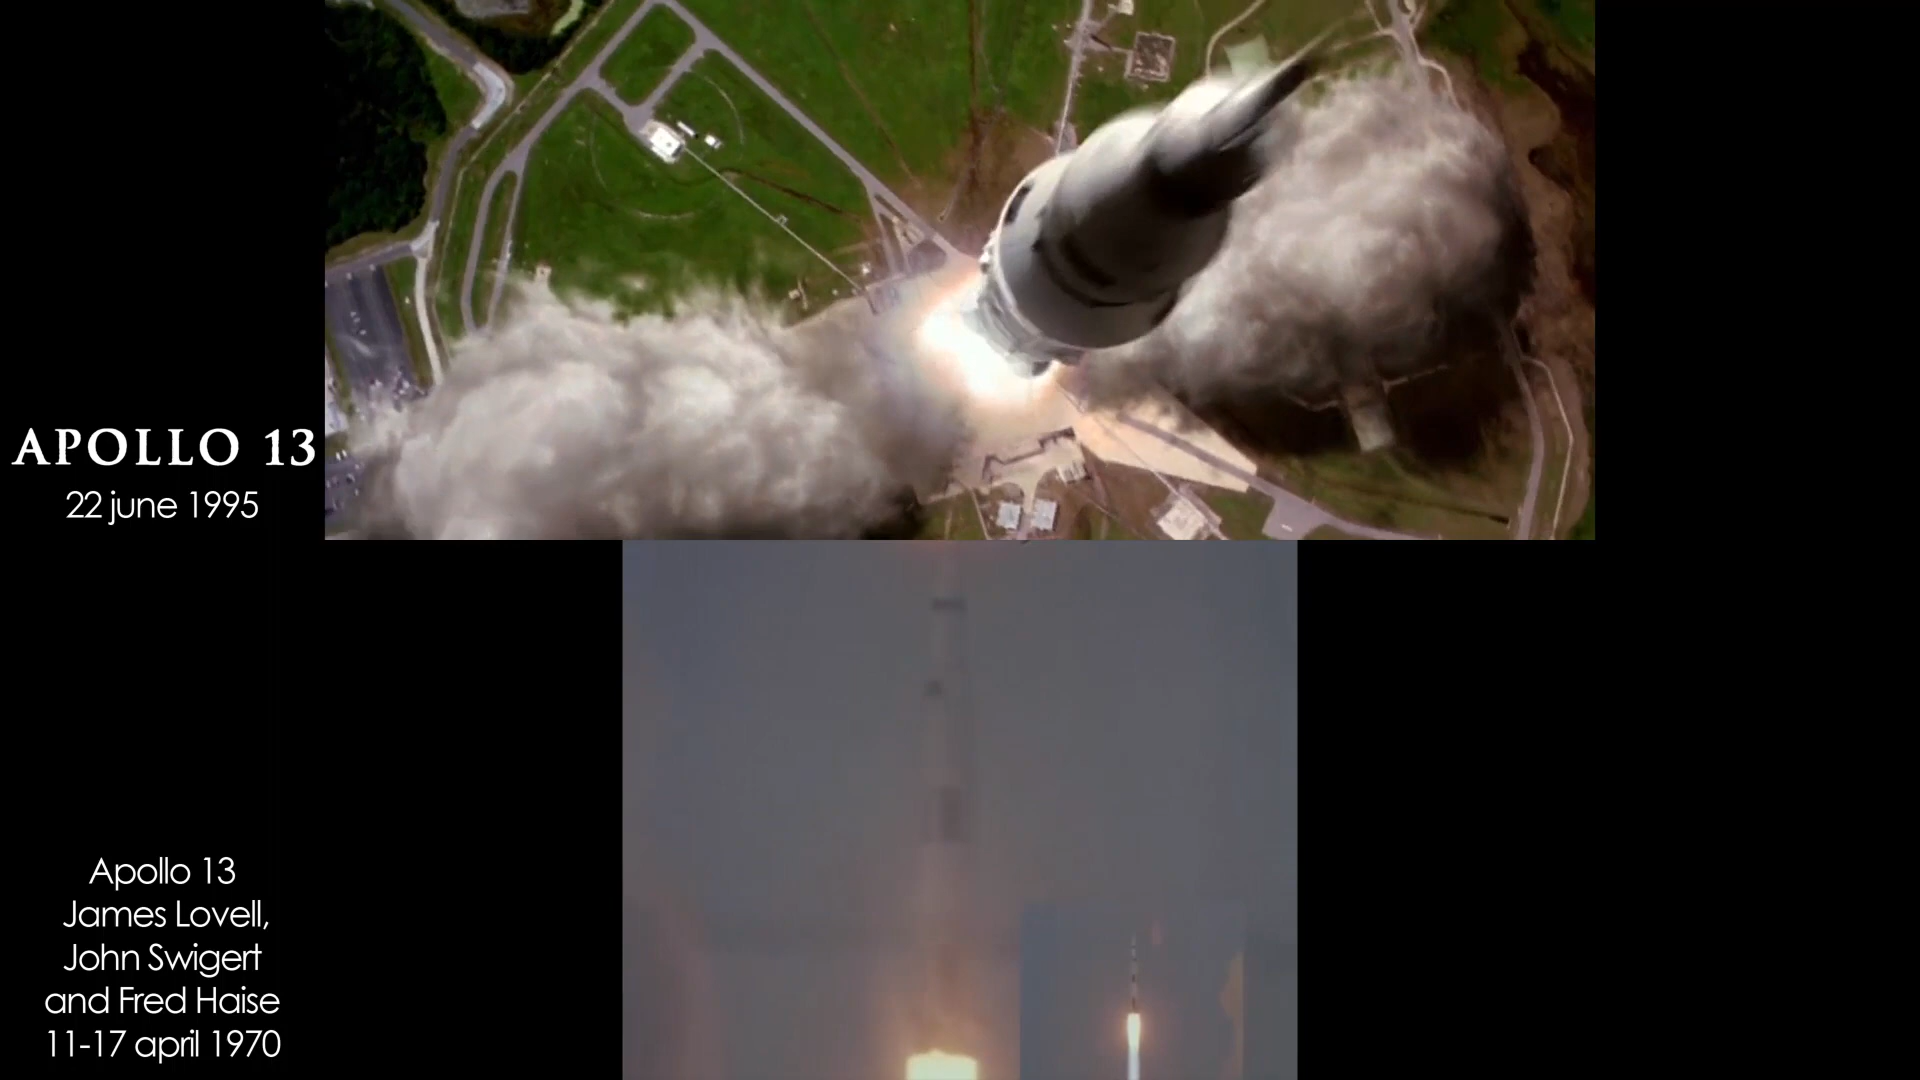 APOLLO 13
22 june 1995
Apollo 13
James Lovell,
John Swigert
and Fred Haise
11-17 april 1970